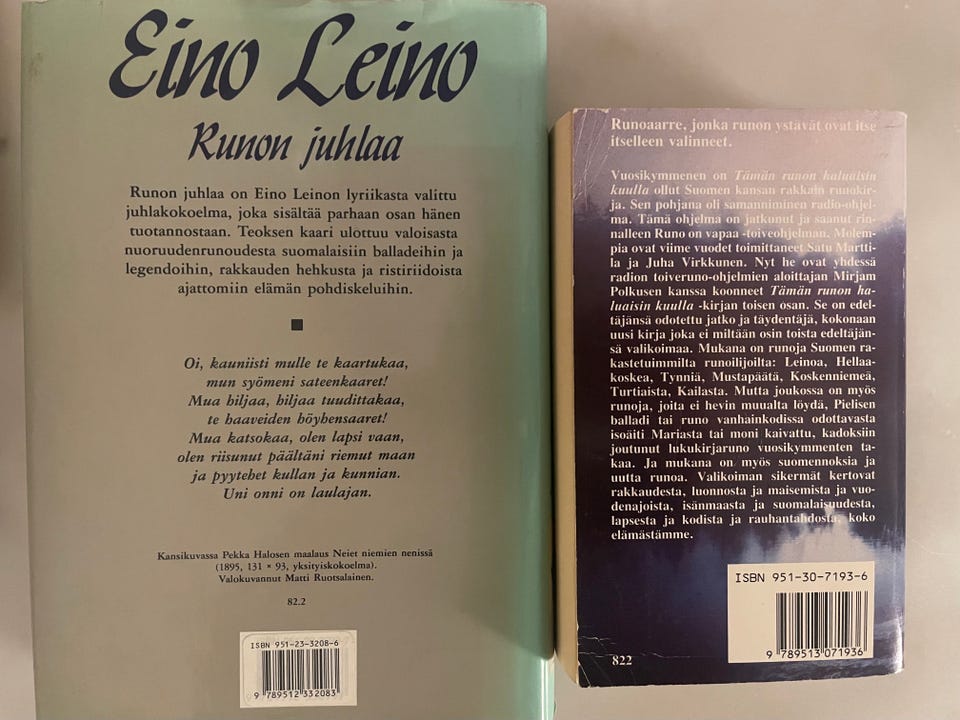 Eino Leino
Runon juhlaa
Runon juhlaa on Eino Leinon lyriikasta valittu
juhlakokoelma, joka sisältää parhaan osan hänen
tuotannostaan. Teoksen kaari ulottuu valoisasta
nuoruudenrunoudesta suomalaisiin balladeihin ja
legendoihin, rakkauden hehkusta ja ristiriidoista
ajattomiin elämän pohdiskeluihin.
Oi, kauniisti mulle te kaartukaa,
mun syömeni sateenkaaret!
Mua hiljaa, hiljaa tuudittakaa,
te haaveiden höyhensaaret!
Mua katsokaa, olen lapsi vaan,
olen riisunut päältäni riemut maan
ja pyytehet kullan ja kunnian.
Uni onni on laulajan.
Kansikuvassa Pekka Halosen maalaus Neiet niemien nenissä
(1895, 131 × 93, yksityiskokoelma).
Valokuvannut Matti Ruotsalainen.
82.2
ISBN 951-23-3208-6
9 789512 332083
Runoaarre, jonka runon ystävät ovat itse
itselleen valinneet.
Vuosikymmenen on Tämän runon haluaisin
kuulla ollut Suomen kansan rakkain runokir-
ja. Sen pohjana oli samanniminen radio-ohjel-
ma. Tämä ohjelma on jatkunut ja saanut rin-
nalleen Runo on vapaa -toiveohjelman. Molem-
pia ovat viime vuodet toimittaneet Satu Martti-
la ja Juha Virkkunen. Nyt he ovat yhdessä
radion toiveruno-ohjelmien aloittajan Mirjam
Polkusen kanssa koonneet Tämän runon ha-
luaisin kuulla -kirjan toisen osan. Se on edel-
täjänsä odotettu jatko ja täydentäjä, kokonaan
uusi kirja joka ei miltään osin toista edeltäjän-
sä valikoimaa. Mukana on runoja Suomen ra-
kastetuimmilta runoilijoilta: Leinoa, Hellaa-
koskea, Tynniä, Mustapäätä, Koskenniemeä,
Turtiaista, Kailasta. Mutta joukossa on myös
runoja, joita ei hevin muualta löydä, Pielisen
balladi tai runo vanhainkodissa odottavasta
isoäiti Mariasta tai moni kaivattu, kadoksiin
joutunut lukukirjaruno vuosikymmenten ta-
kaa. Ja mukana on myös suomennoksia ja
uutta runoa. Valikoiman sikermät kertovat
rakkaudesta, luonnosta ja maisemista ja vuo-
denajoista, isänmaasta ja suomalaisuudesta,
lapsesta ja kodista ja rauhantahdosta, koko
elämästämme.
ISBN 951-30-7193-6
9 789513 071936
822